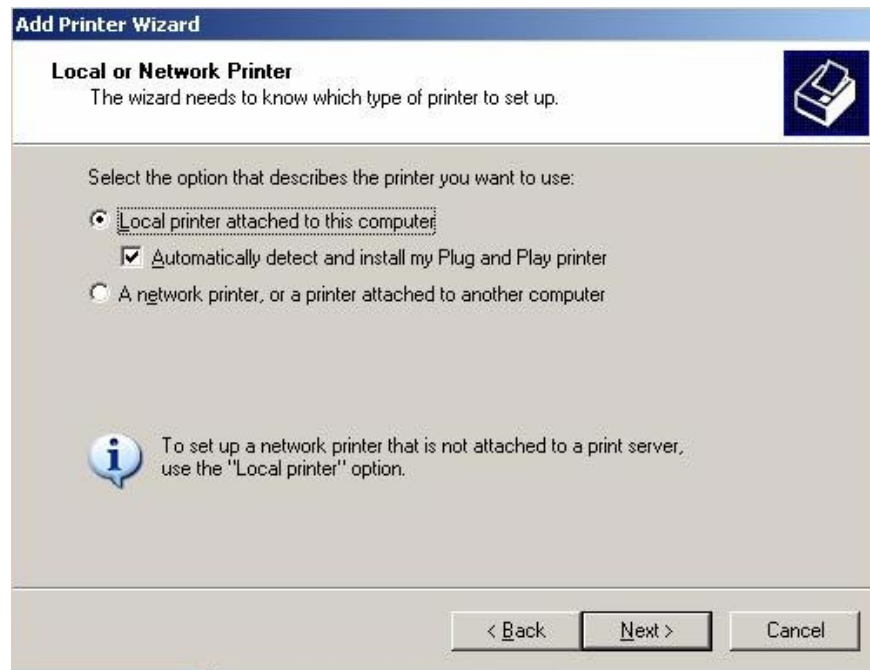 Add Printer Wizard
Local or Network Printer
The wizard needs to know which type of printer to set up.
Select the option that describes the printer you want to use:
Local printer attached to this computer
Automatically detect and install my Plug and Play printer
A network printer, or a printer attached to another computer
To set up a network printer that is not attached to a print server,
use the "Local printer" option.
< Back Next > Cancel